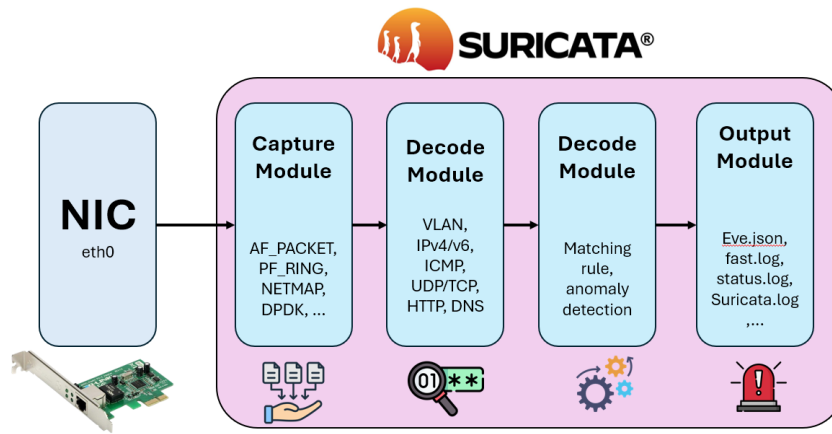 SURICATA®
NIC
eth0
Capture
Module
AF_PACKET,
PF_RING,
NETMAP,
DPDK, ...
Decode
Module
VLAN,
IPv4/v6,
ICMP,
UDP/TCP,
HTTP, DNS
Decode
Module
Matching
rule,
anomaly
detection
Output
Module
Eve.json,
fast.log,
status.log,
Suricata.log
,...
01
**